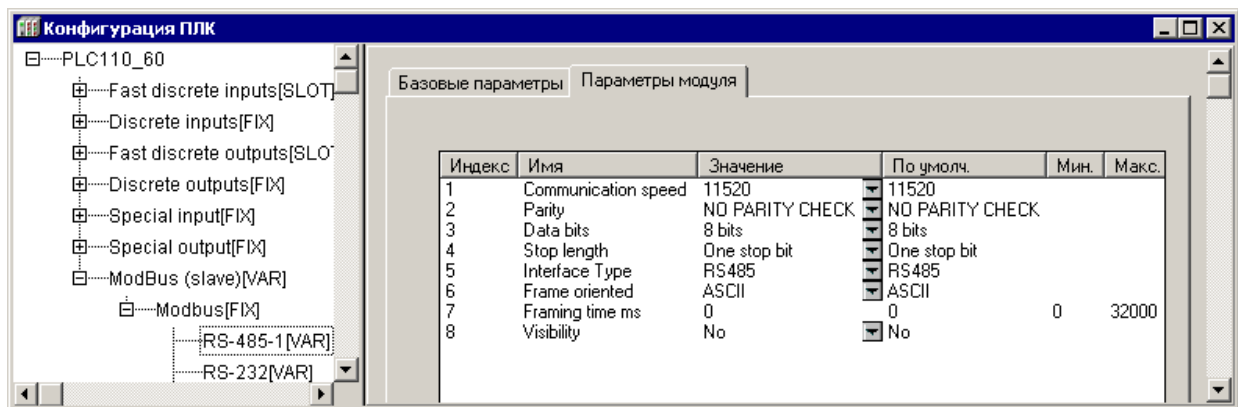 Конфигурация ПЛК
PLC110_60
Fast discrete inputs[SLOT]
Discrete inputs[FIX]
Fast discrete outputs[SLO
Discrete outputs[FIX]
Special input[FIX]
Special output[FIX]
ModBus (slave)[VAR]
Modbus[FIX]
RS-485-1[VAR]
RS-232[VAR]
Базовые параметры Параметры модуля
Индекс Имя Значение По умолч. Мин. Макс.
1 Communication speed 11520 11520
2 Parity NO PARITY CHECK NO PARITY CHECK
3 Data bits 8 bits 8 bits
4 Stop length One stop bit One stop bit
5 Interface Type RS485 RS485
6 Frame oriented ASCII ASCII
7 Framing time ms 0 0 0 32000
8 Visibility No No